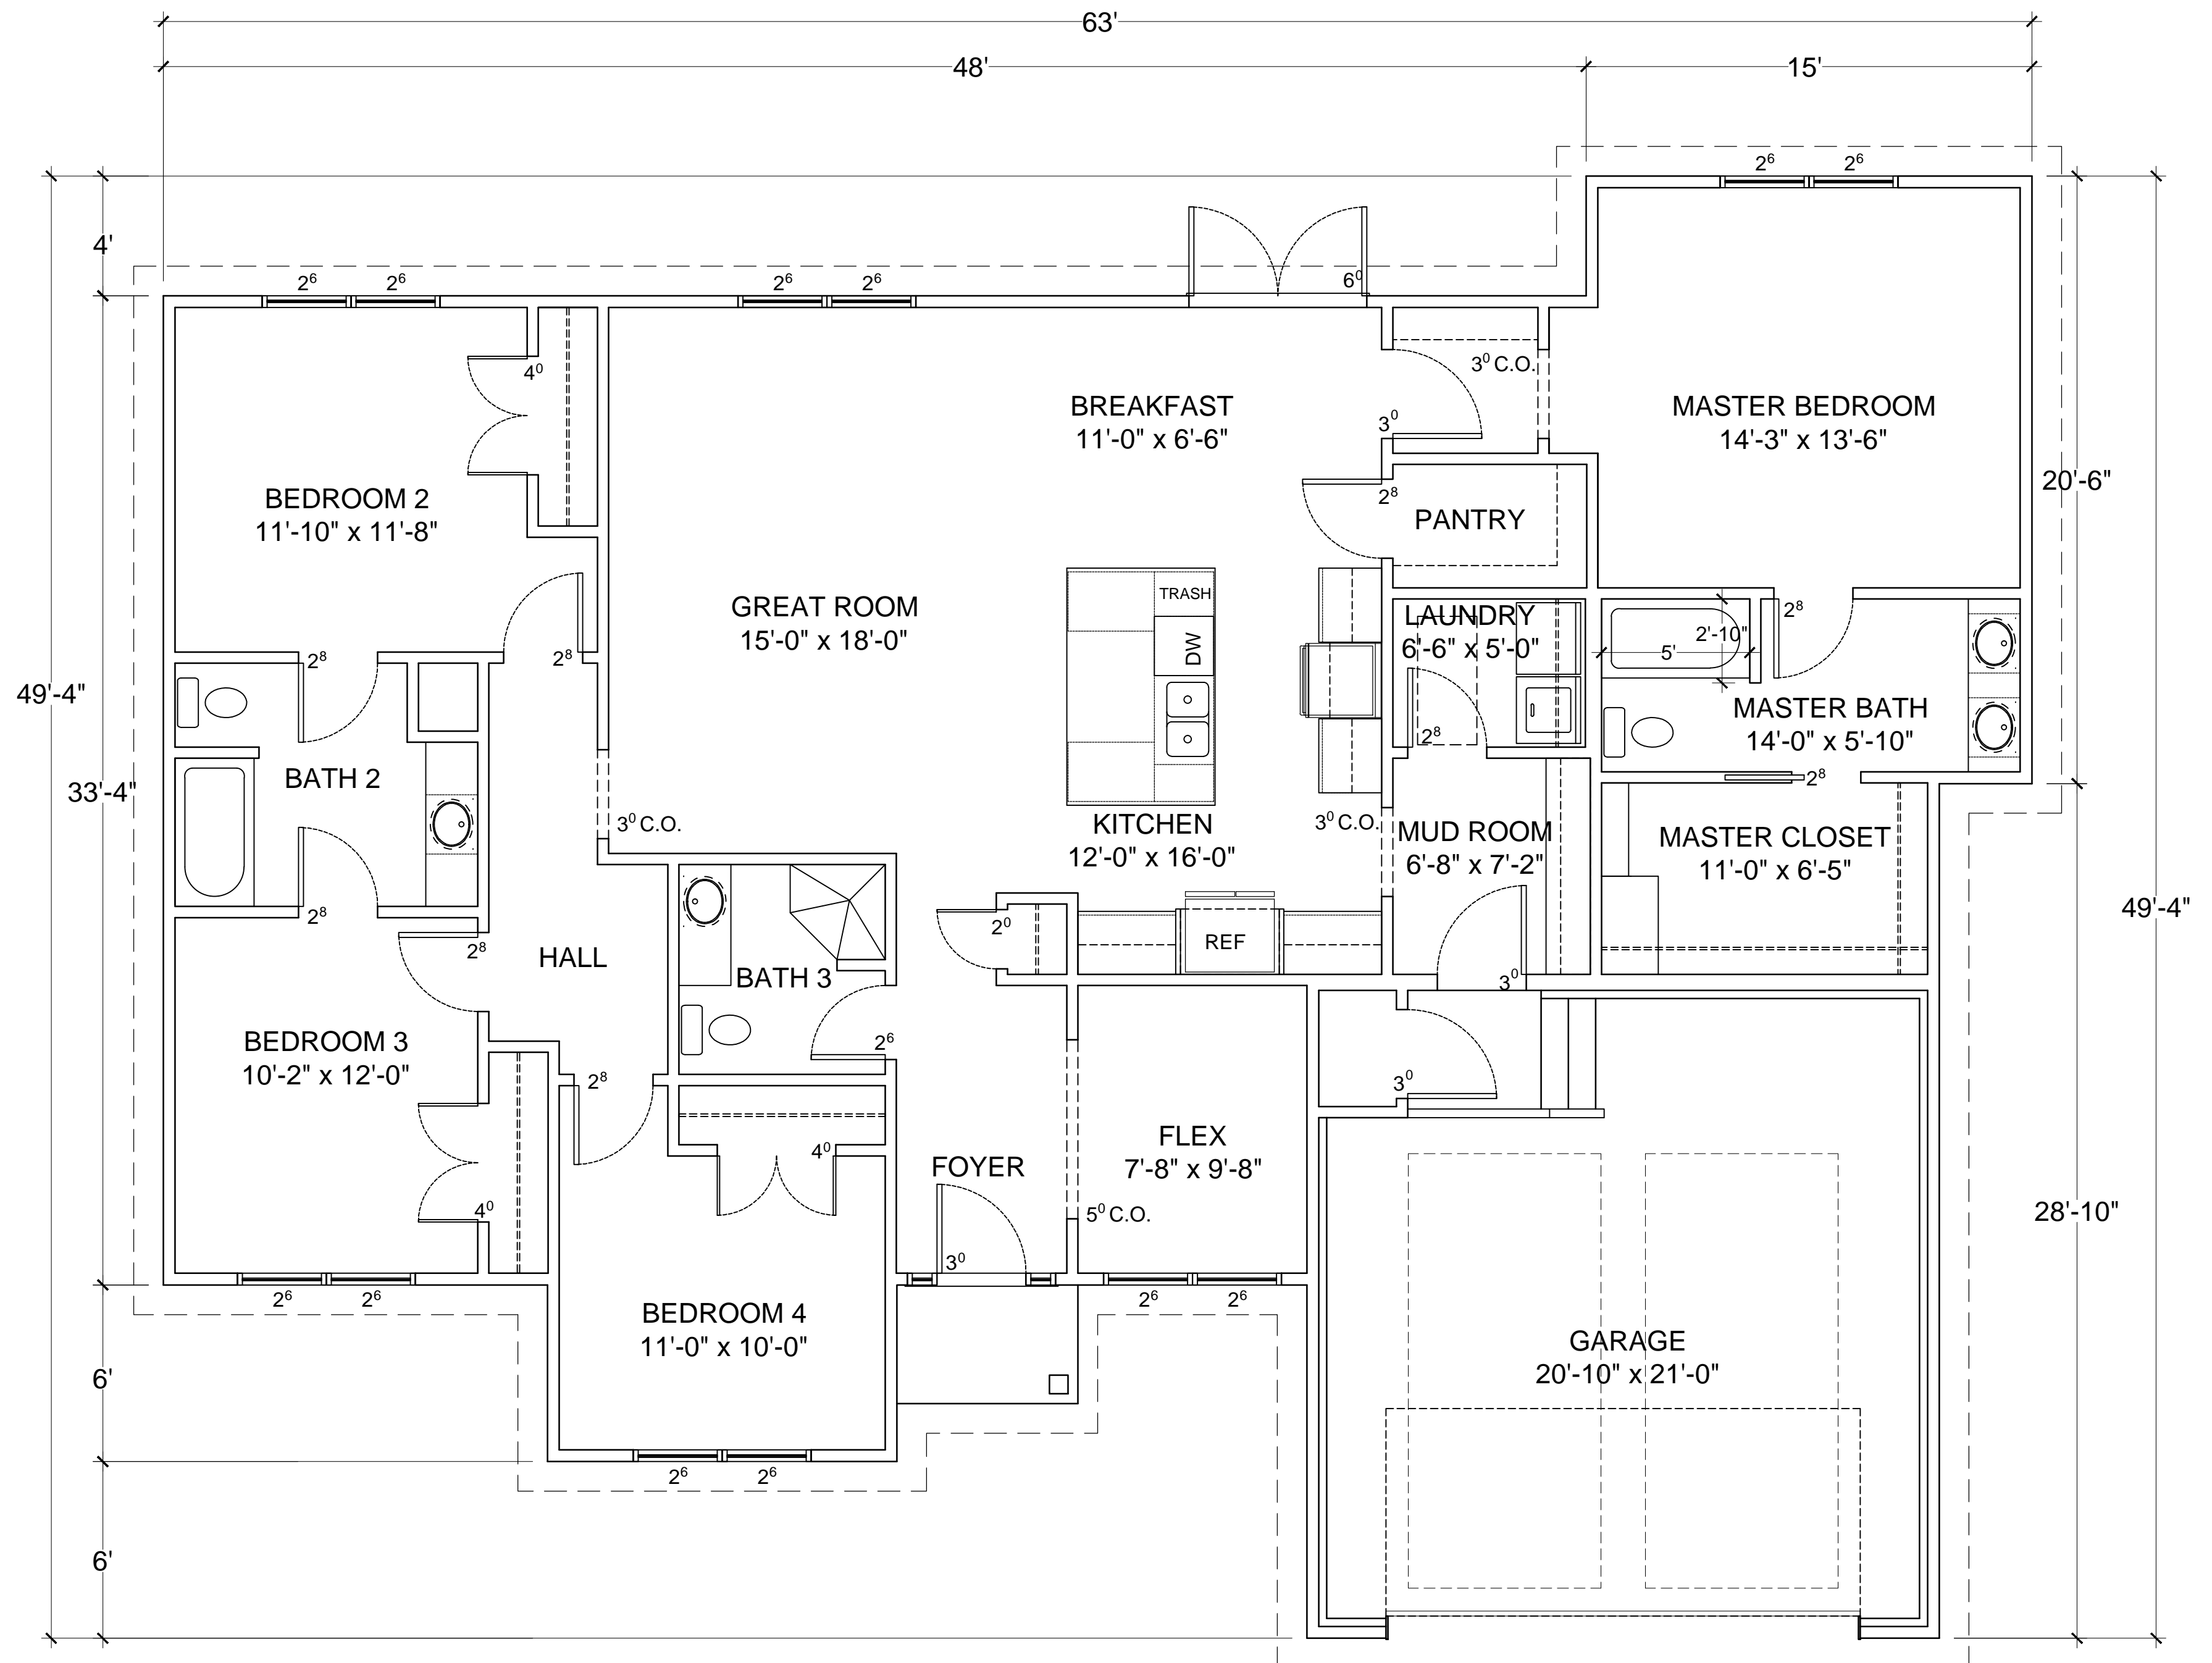 63'
48'
15'
2⁶ 2⁶
4'
2⁶ 2⁶
2⁶ 2⁶
6⁰
4⁰
3⁰ C.O.
BREAKFAST
11'-0" x 6'-6"
3⁰
MASTER BEDROOM
14'-3" x 13'-6"
20'-6"
BEDROOM 2
11'-10" x 11'-8"
2⁸
PANTRY
GREAT ROOM
15'-0" x 18'-0"
TRASH
DW
LAUNDRY
6'-6" x 5'-0"
2'-10"
5'
2⁸
2⁸
2⁸
49'-4"
2⁸
MASTER BATH
14'-0" x 5'-10"
2⁸
BATH 2
33'-4"
3⁰ C.O.
KITCHEN
12'-0" x 16'-0"
3⁰ C.O.
MUD ROOM
6'-8" x 7'-2"
MASTER CLOSET
11'-0" x 6'-5"
49'-4"
2⁸
2⁸
HALL
BATH 3
2⁰
REF
3⁰
BEDROOM 3
10'-2" x 12'-0"
2⁶
2⁸
3⁰
4⁰
4⁰
FOYER
FLEX
7'-8" x 9'-8"
5⁰ C.O.
28'-10"
3⁰
2⁶ 2⁶
2⁶ 2⁶
BEDROOM 4
11'-0" x 10'-0"
GARAGE
20'-10" x 21'-0"
6'
2⁶ 2⁶
6'